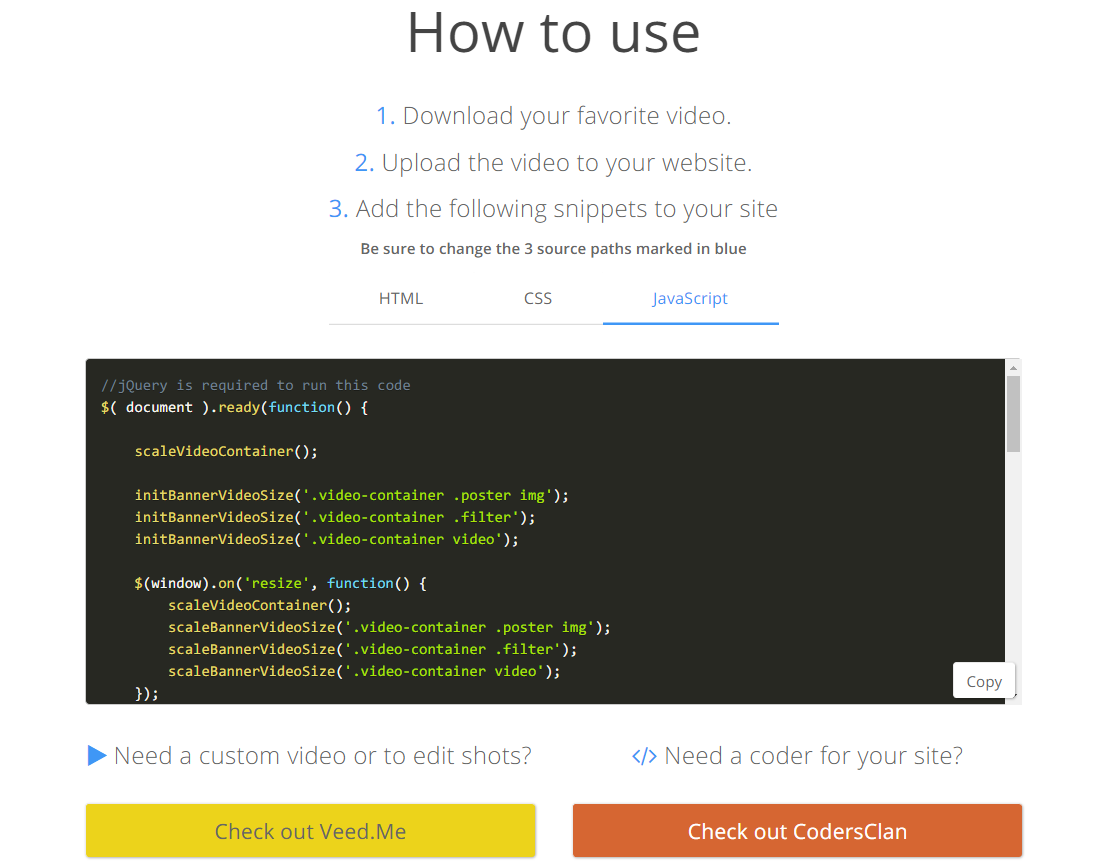 How to use
1. Download your favorite video.
2. Upload the video to your website.
3. Add the following snippets to your site
Be sure to change the 3 source paths marked in blue
HTML CSS JavaScript
//jQuery is required to run this code
$( document ).ready(function() {
scaleVideoContainer();
initBannerVideoSize('.video-container .poster img');
initBannerVideoSize('.video-container .filter');
initBannerVideoSize('.video-container video');
$(window).on('resize', function() {
scaleVideoContainer();
scaleBannerVideoSize('.video-container .poster img');
scaleBannerVideoSize('.video-container .filter');
scaleBannerVideoSize('.video-container video');
});
Copy
Need a custom video or to edit shots?
</> Need a coder for your site?
Check out Veed.Me
Check out CodersClan